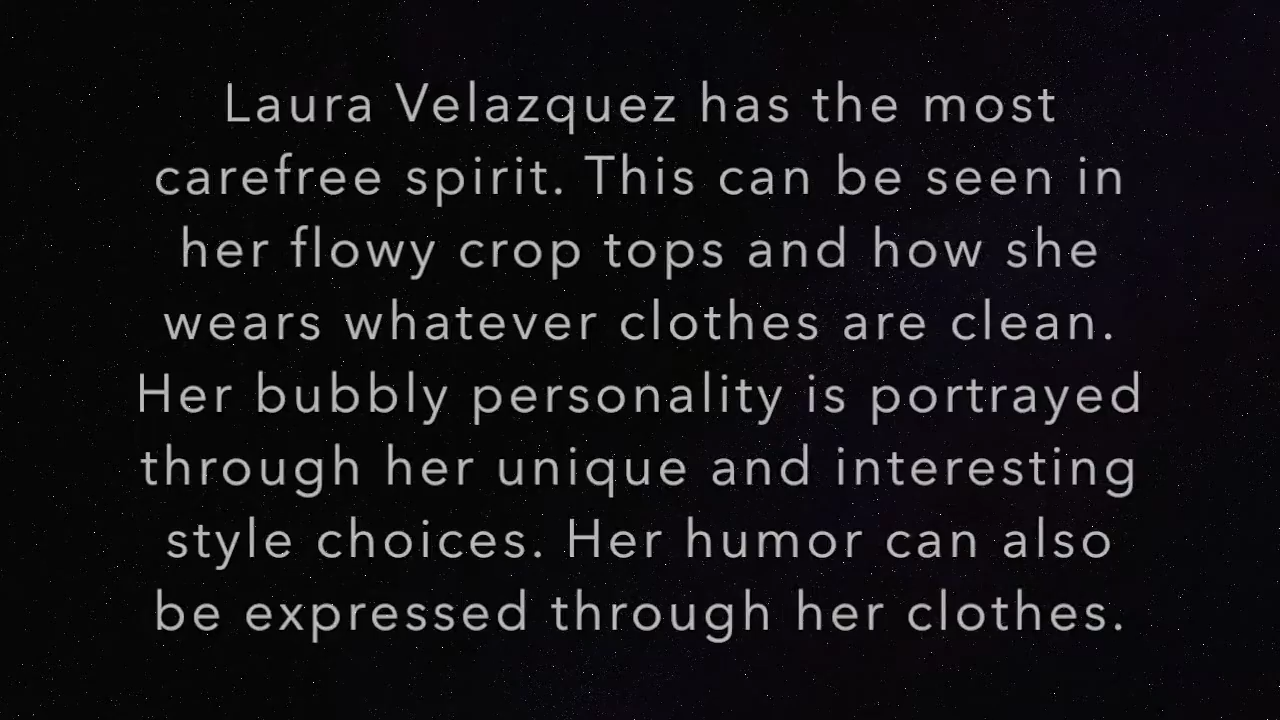 Laura Velazquez has the most
carefree spirit. This can be seen in
her flowy crop tops and how she
wears whatever clothes are clean.
Her bubbly personality is portrayed
through her unique and interesting
style choices. Her humor can also
be expressed through her clothes.